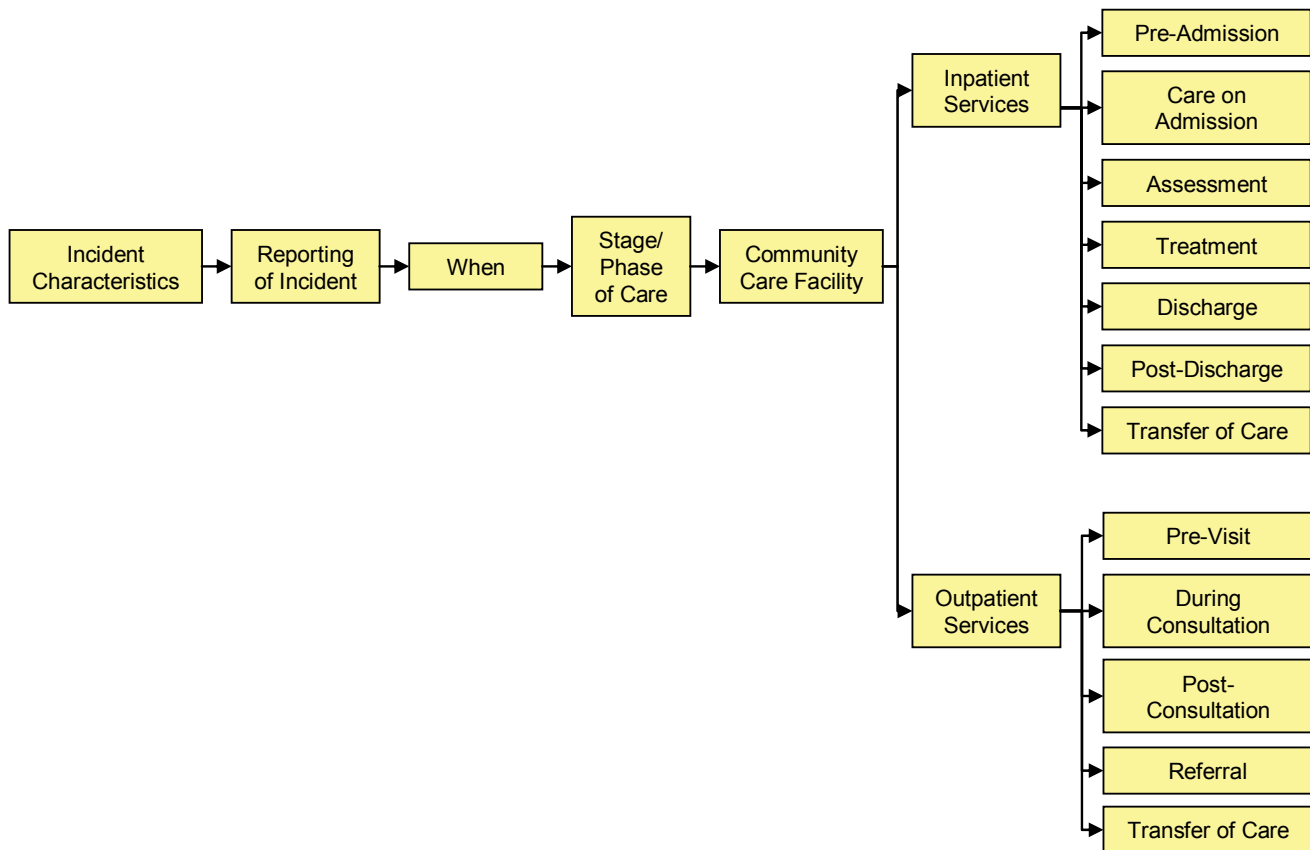 Incident
Characteristics
Reporting
of Incident
When
Stage/
Phase
of Care
Community
Care Facility
Inpatient
Services
Pre-Admission
Care on
Admission
Assessment
Treatment
Discharge
Post-Discharge
Transfer of Care
Outpatient
Services
Pre-Visit
During
Consultation
Post-
Consultation
Referral
Transfer of Care